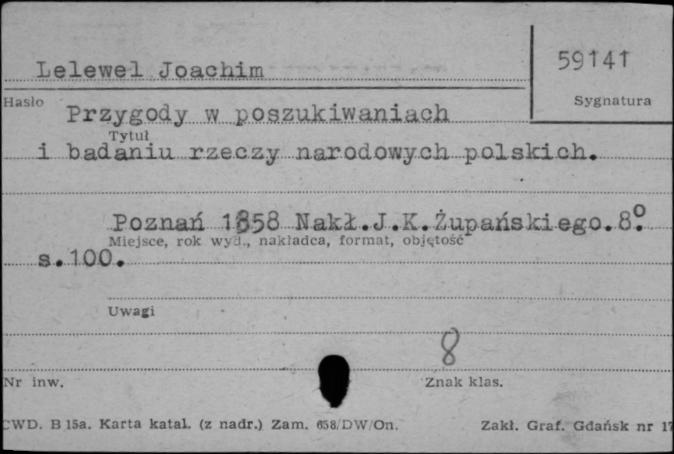 59141
Lelewel Joachim
Hasło
Sygnatura
Przygody w poszukiwaniach
Tytuł
i badaniu rzeczy narodowych polskich.
Poznań 1858 Nakł.J.K.Żupańskiego.8°.
Miejsce, rok wyd., nakładca, format, objętość
s.100.
Uwagi
8
Nr inw.
Znak klas.
CWD. B 15a. Karta katal. (z nadr.) Zam. 658/DW/On.
Zakł. Graf. Gdańsk nr 17